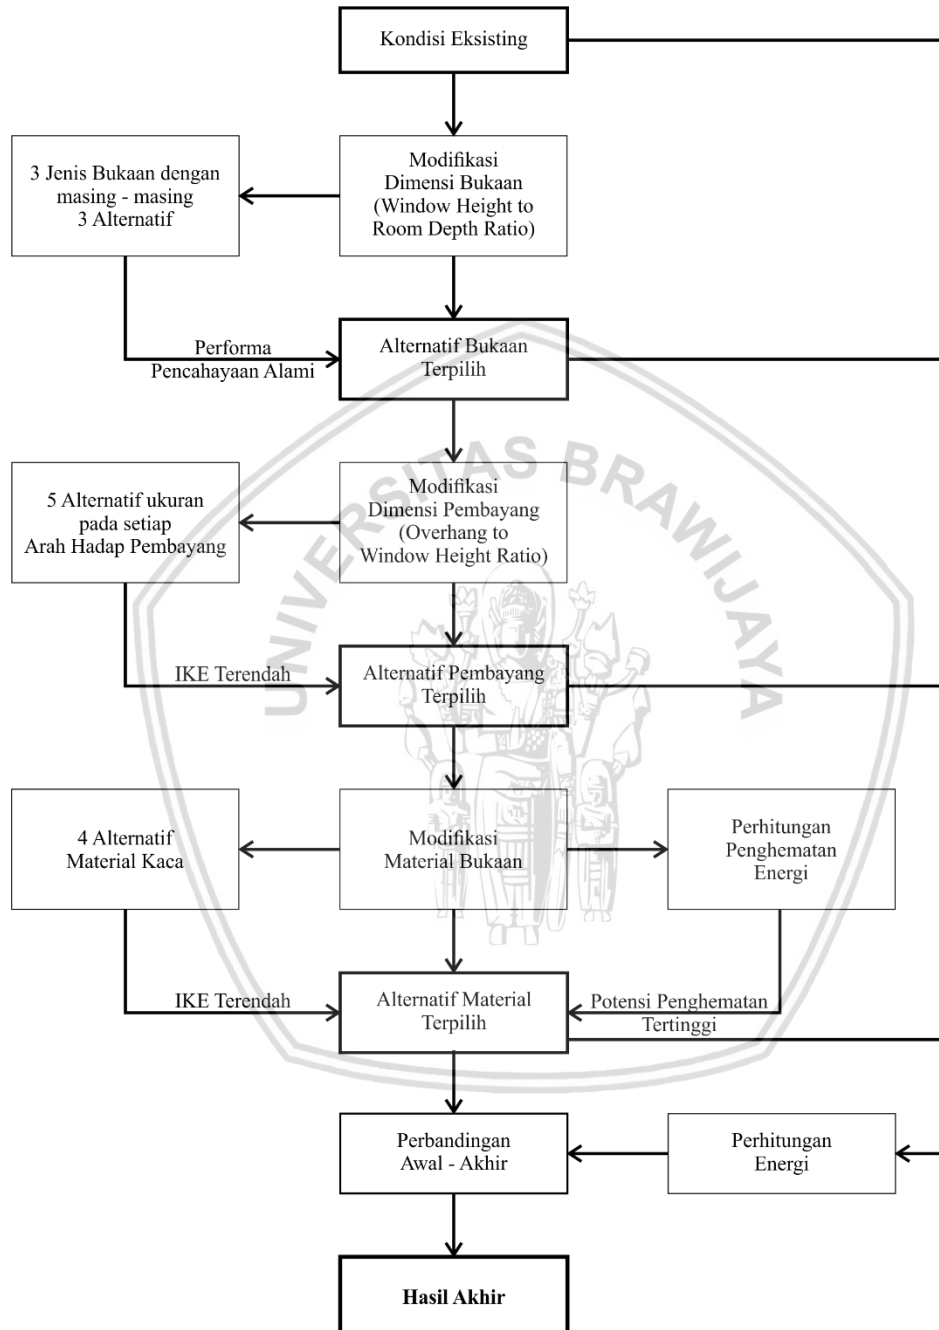 Kondisi Eksisting
3 Jenis Bukaan dengan
masing - masing
3 Alternatif
Modifikasi
Dimensi Bukaan
(Window Height to
Room Depth Ratio)
Performa
Pencahayaan Alami
Alternatif Bukaan
Terpilih
UNIVERSITAS BRAWIJAYA
5 Alternatif ukuran
pada setiap
Arah Hadap Pembayang
Modifikasi
Dimensi Pembayang
(Overhang to
Window Height Ratio)
IKE Terendah
Alternatif Pembayang
Terpilih
4 Alternatif
Material Kaca
Modifikasi
Material Bukaan
Perhitungan
Penghematan
Energi
IKE Terendah
Alternatif Material
Terpilih
Potensi Penghematan
Tertinggi
Perbandingan
Awal - Akhir
Perhitungan
Energi
Hasil Akhir